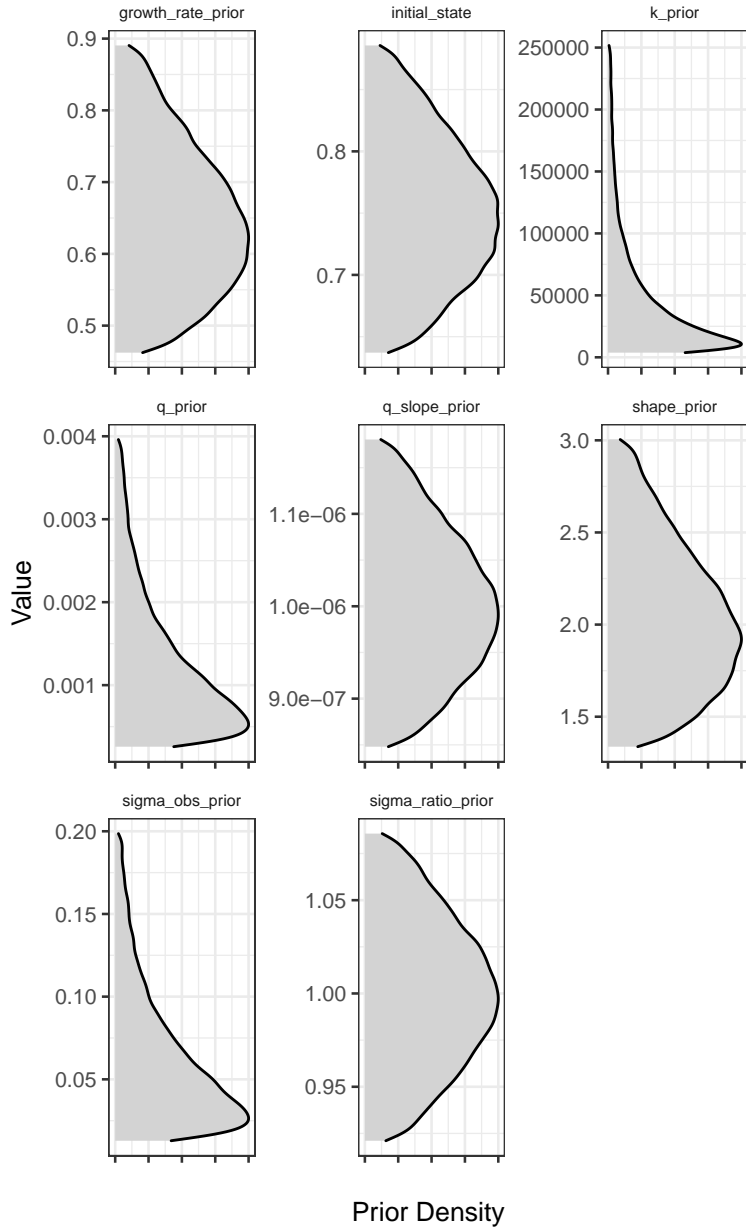 growth_rate_prior
initial_state
k_prior
0.9
0.8
0.7
0.6
0.5
0.8
0.7
250000
200000
150000
100000
50000
0
q_prior
q_slope_prior
shape_prior
0.004
0.003
0.002
0.001
1.1e−06
1.0e−06
9.0e−07
3.0
2.5
2.0
1.5
Value
sigma_obs_prior
sigma_ratio_prior
0.20
0.15
0.10
0.05
1.05
1.00
0.95
Prior Density